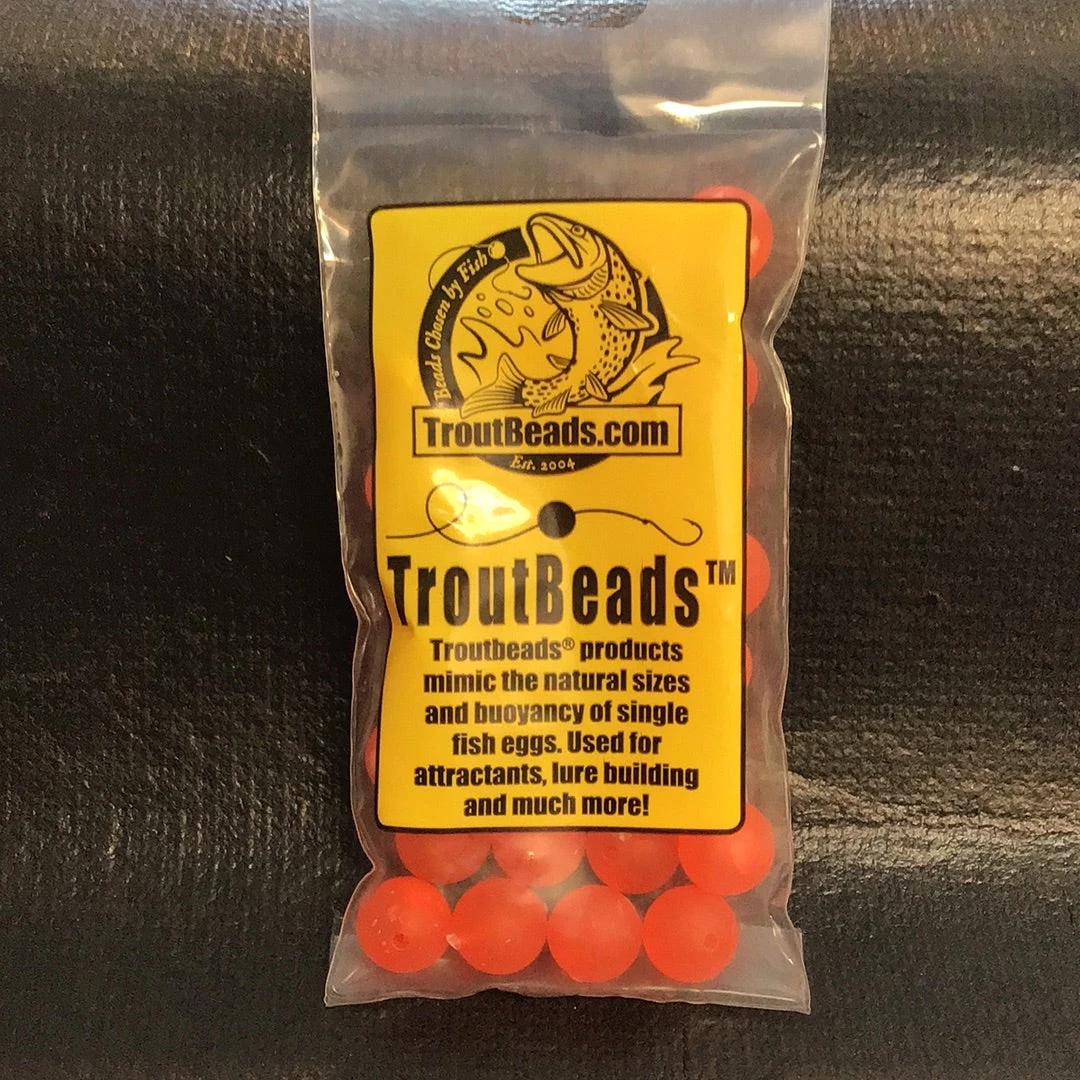 Beads Chosen by Fish
TroutBeads.com
Est. 2004
TroutBeads™
Troutbeads® products
mimic the natural sizes
and buoyancy of single
fish eggs. Used for
attractants, lure building
and much more!